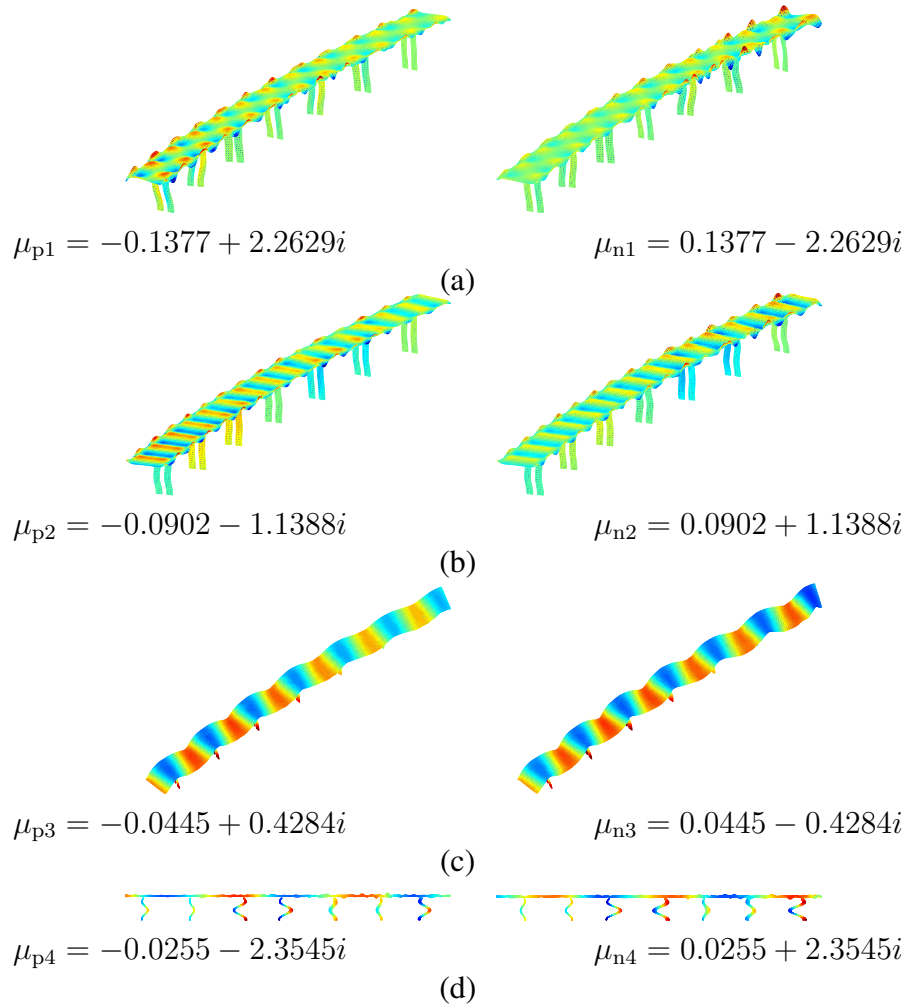 μp1 = −0.1377 + 2.2629i
μn1 = 0.1377 − 2.2629i
(a)
μp2 = −0.0902 − 1.1388i
μn2 = 0.0902 + 1.1388i
(b)
μp3 = −0.0445 + 0.4284i
μn3 = 0.0445 − 0.4284i
(c)
μp4 = −0.0255 − 2.3545i
μn4 = 0.0255 + 2.3545i
(d)